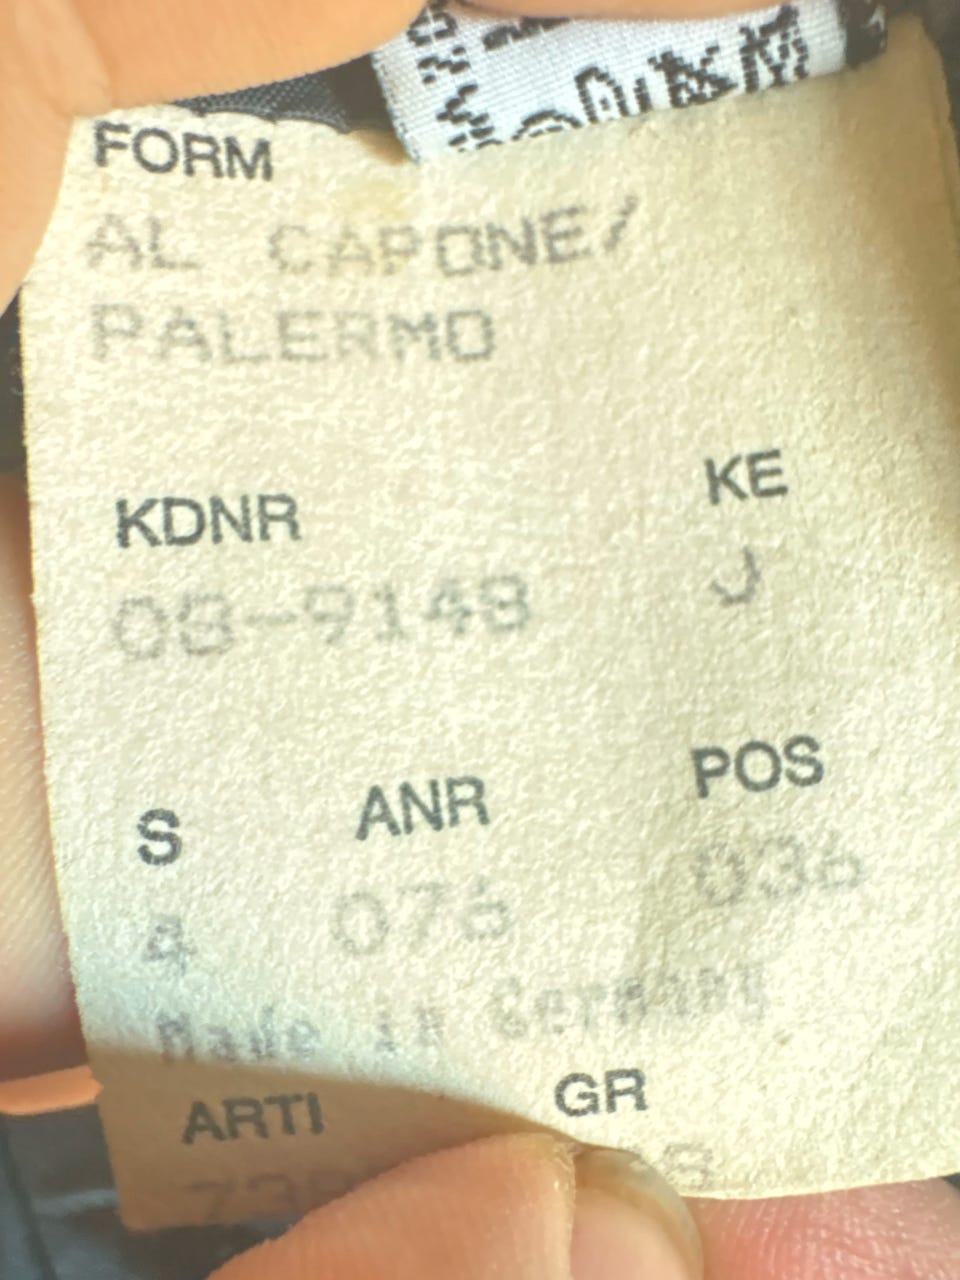 FORM
AL CAPONE/
PALERMO
KDNR KE
08-9148 J
S ANR POS
4 076 036
Made in Germany
ARTI GR